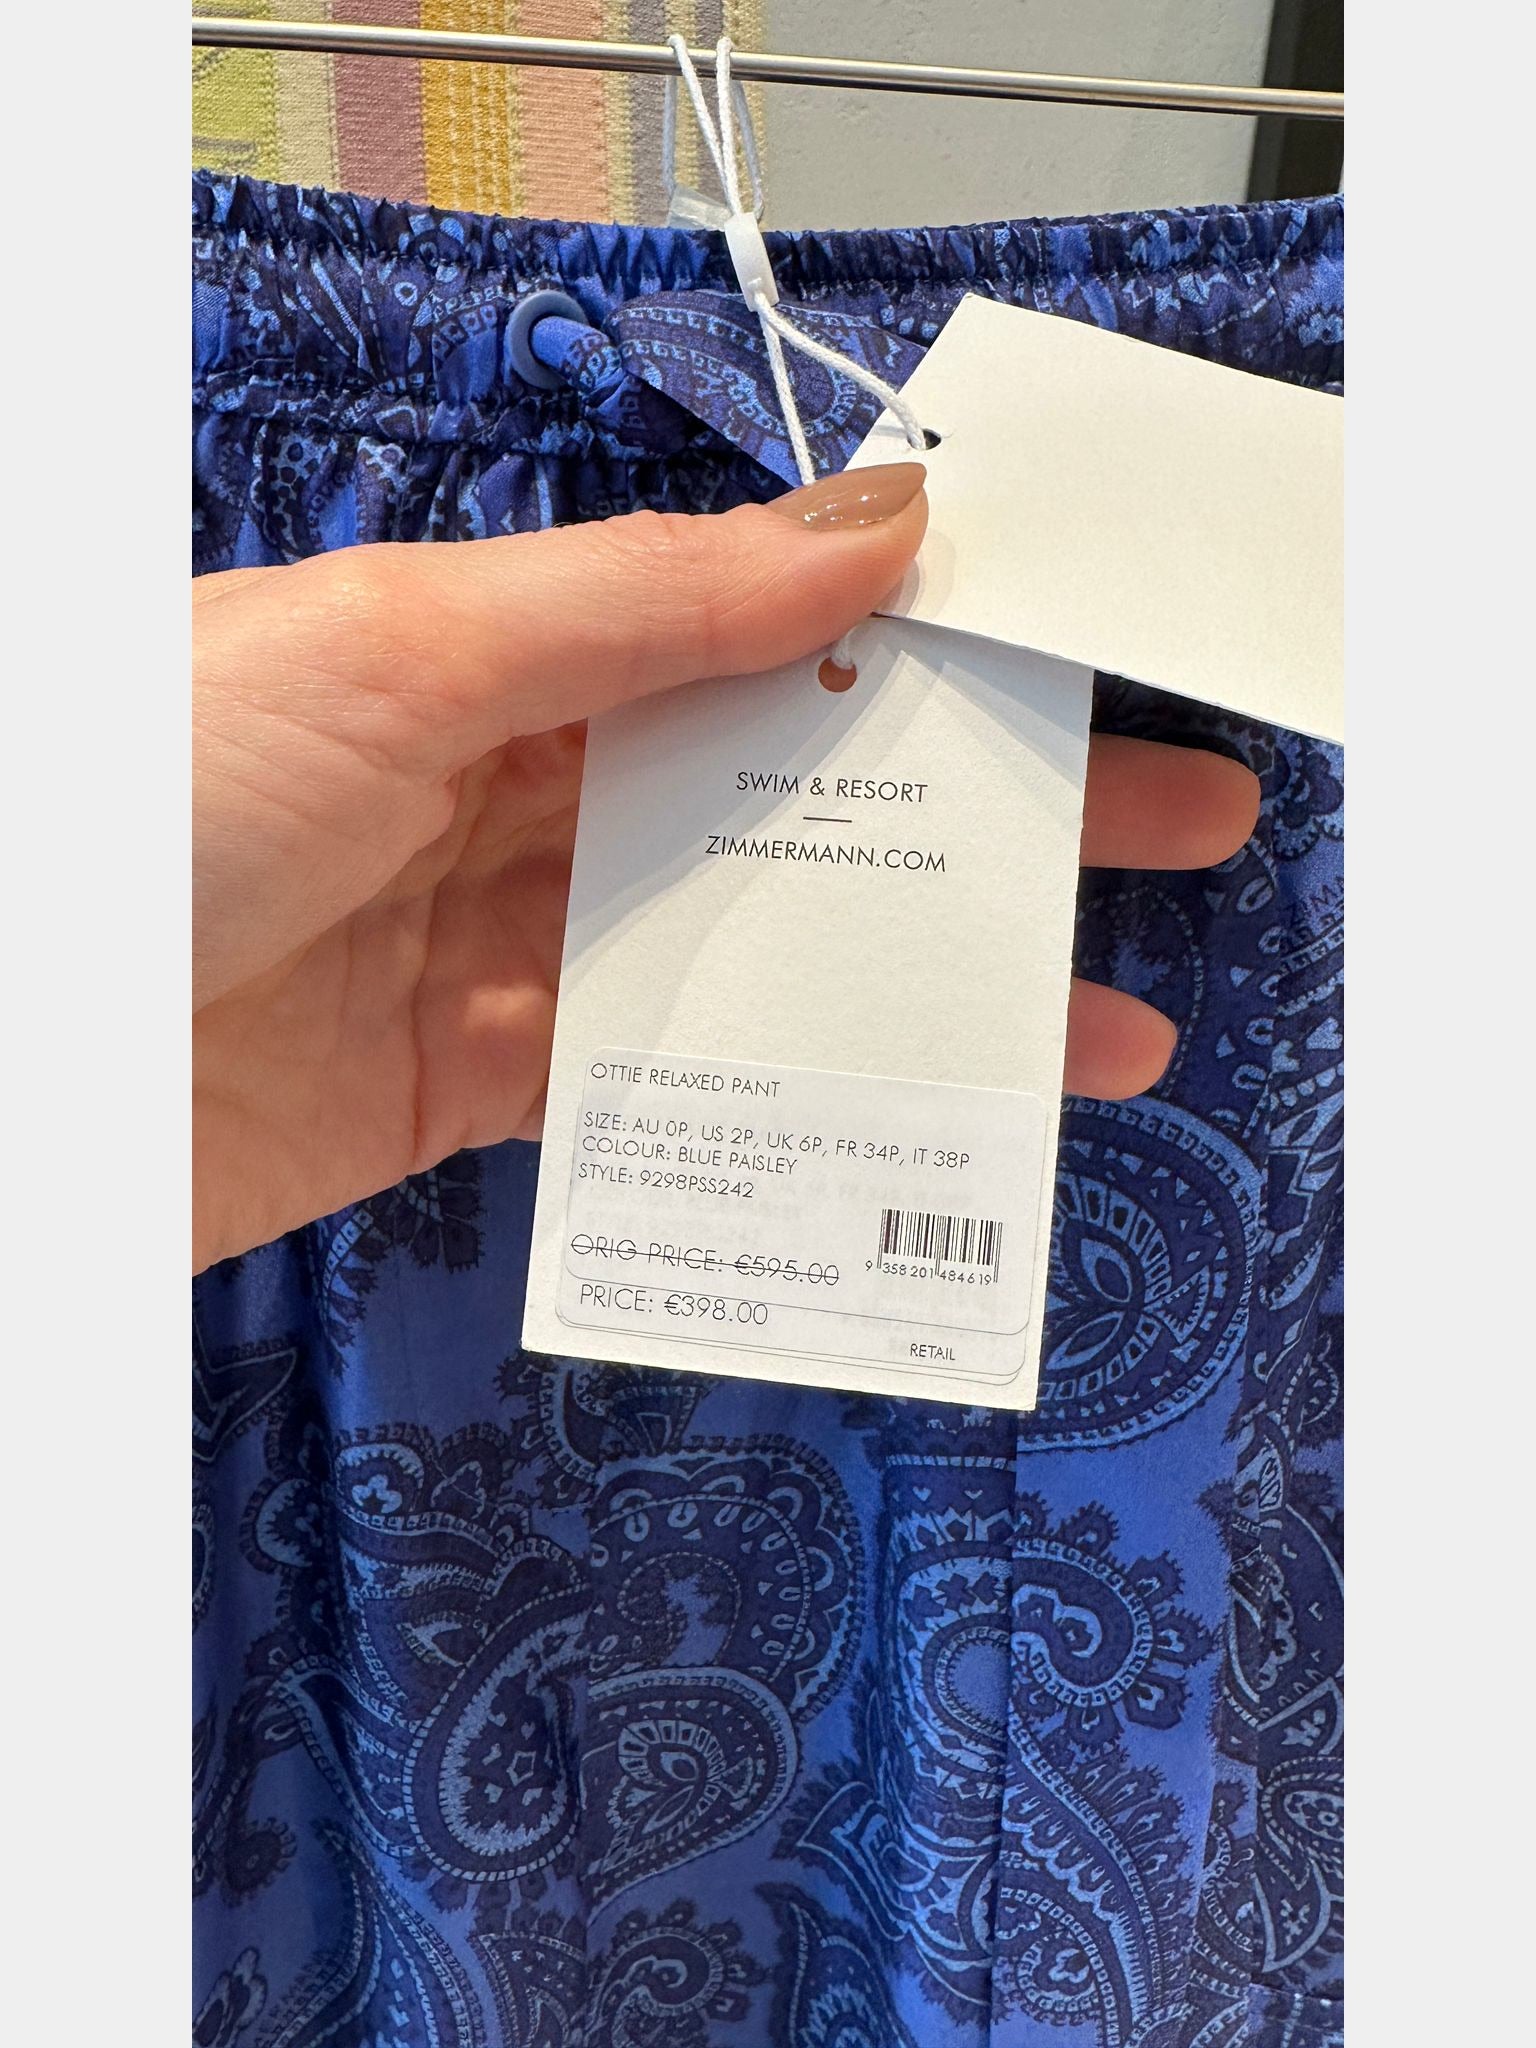 SWIM & RESORT
ZIMMERMANN.COM
OTTIE RELAXED PANT
SIZE: AU 0P, US 2P, UK 6P, FR 34P, IT 38P
COLOUR: BLUE PAISLEY
STYLE: 9298PSS242
ORIG PRICE: €595.00
9 358201 484619
PRICE: €398.00
RETAIL